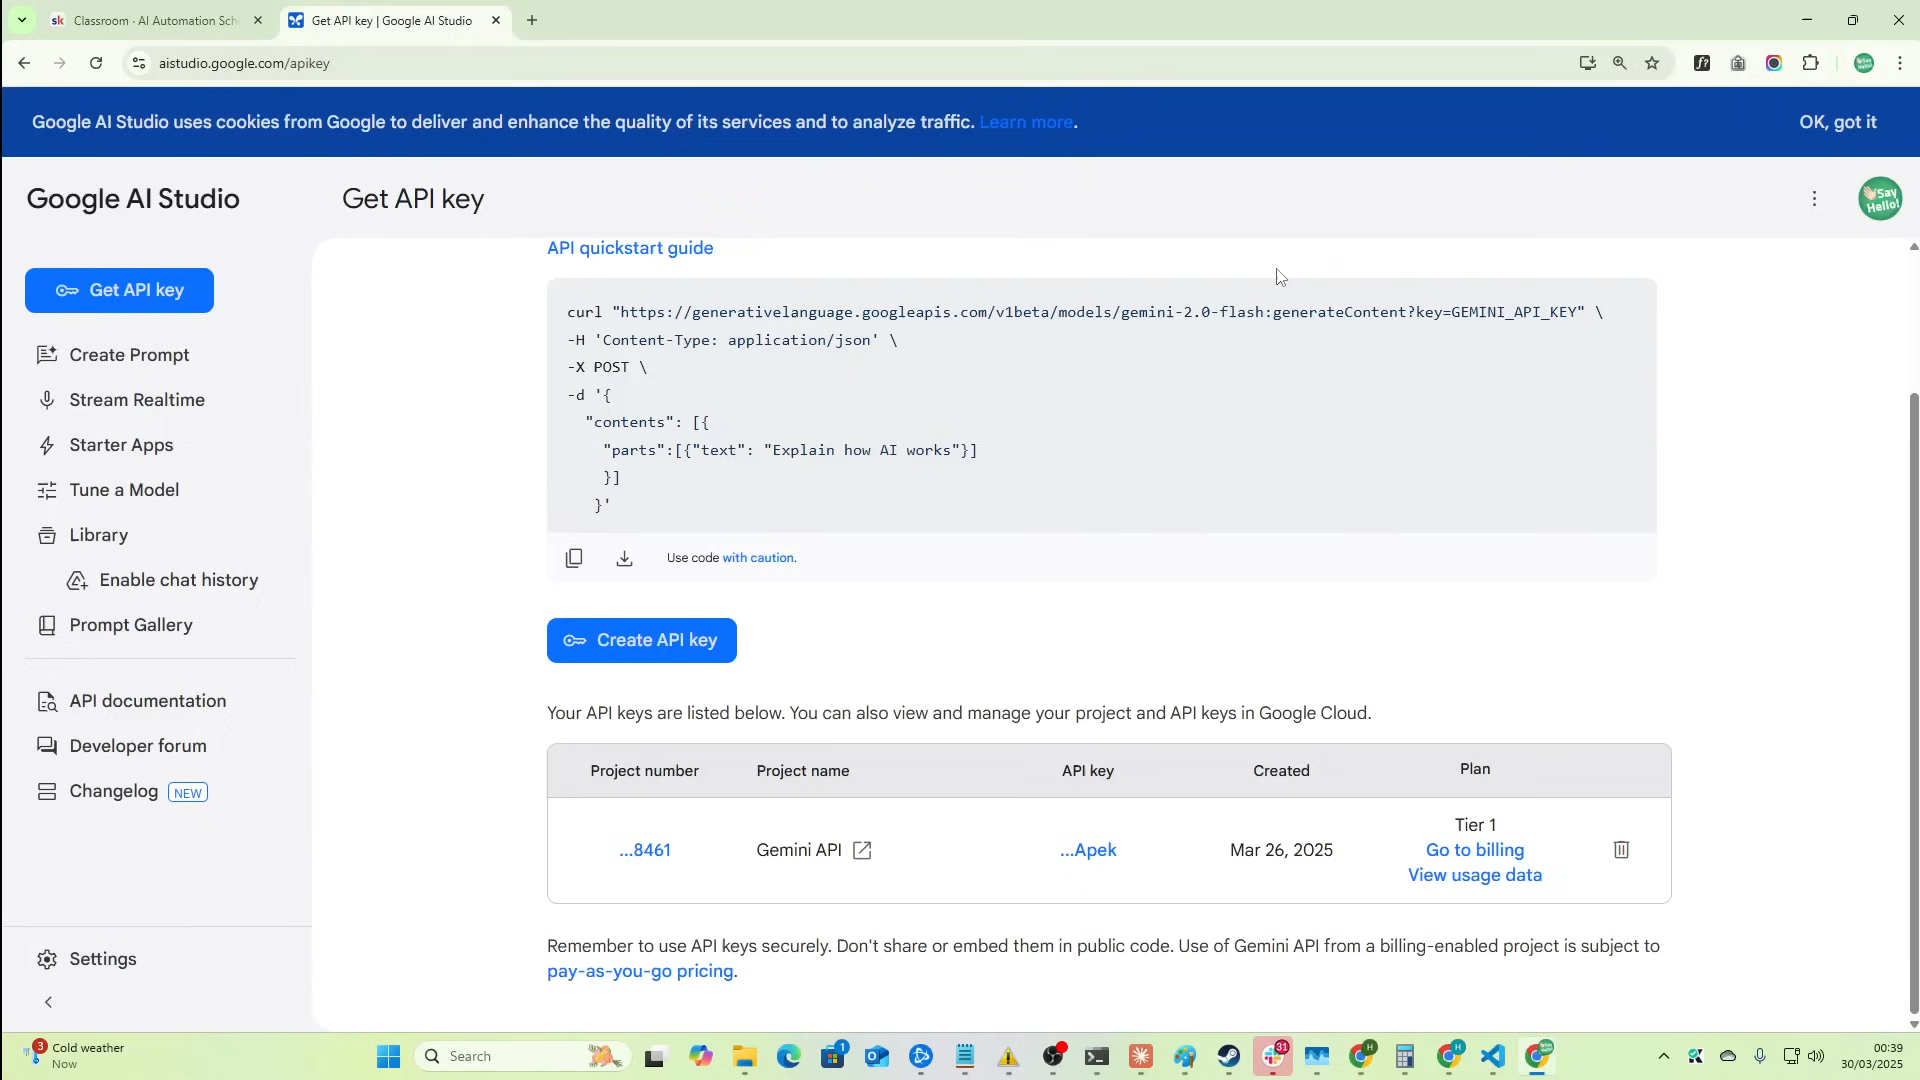 sk Classroom · AI Automation Sch
Get API key | Google AI Studio
aistudio.google.com/apikey
Google AI Studio uses cookies from Google to deliver and enhance the quality of its services and to analyze traffic. Learn more.
OK, got it
Google AI Studio
Get API key
Say Hello!
Get API key
Create Prompt
Stream Realtime
Starter Apps
Tune a Model
Library
Enable chat history
Prompt Gallery
API documentation
Developer forum
Changelog NEW
Settings
API quickstart guide
curl "https://generativelanguage.googleapis.com/v1beta/models/gemini-2.0-flash:generateContent?key=GEMINI_API_KEY" \
-H 'Content-Type: application/json' \
-X POST \
-d '{
"contents": [{
"parts":[{"text": "Explain how AI works"}]
}]
}'
Use code with caution.
Create API key
Your API keys are listed below. You can also view and manage your project and API keys in Google Cloud.
Project number Project name API key Created Plan
...8461 Gemini API ...Apek Mar 26, 2025 Tier 1
Go to billing
View usage data
Remember to use API keys securely. Don't share or embed them in public code. Use of Gemini API from a billing-enabled project is subject to
pay-as-you-go pricing.
3
Cold weather
Now
Search
1
31
H
H
00:39
30/03/2025